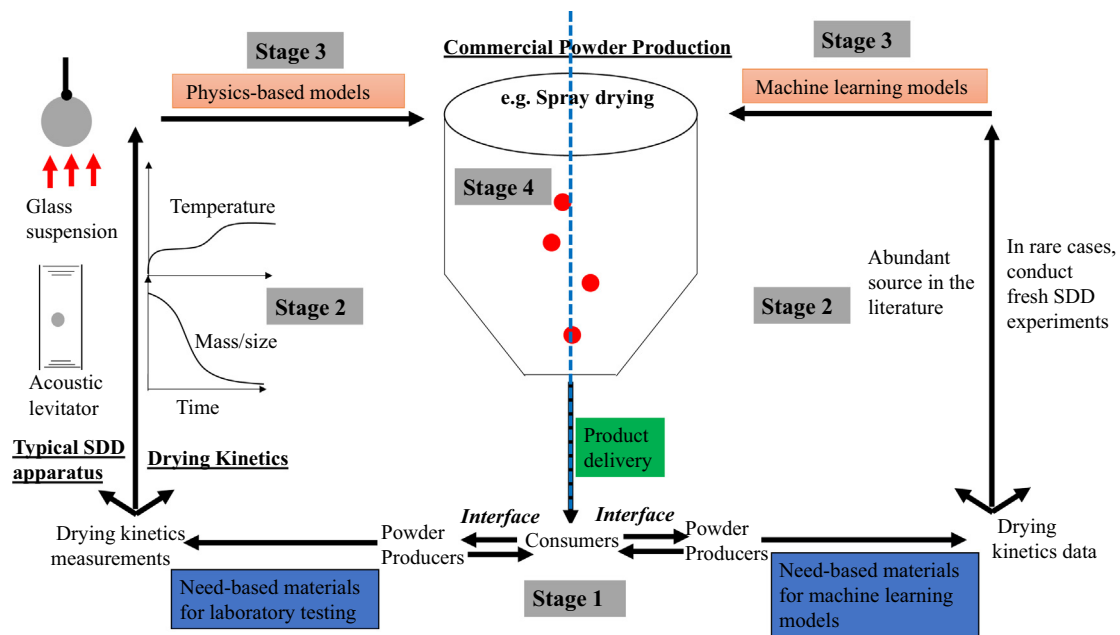 Stage 3
Physics-based models
Commercial Powder Production
e.g. Spray drying
Stage 3
Machine learning models
Stage 4
Glass
suspension
Temperature
Stage 2
Mass/size
Time
Acoustic
levitator
Typical SDD
apparatus
Drying Kinetics
Abundant
source in the
literature
Stage 2
In rare cases,
conduct
fresh SDD
experiments
Product
delivery
Drying kinetics
measurements
Powder
Producers
Interface
Consumers
Interface
Powder
Producers
Drying
kinetics data
Need-based materials
for laboratory testing
Stage 1
Need-based materials
for machine learning
models